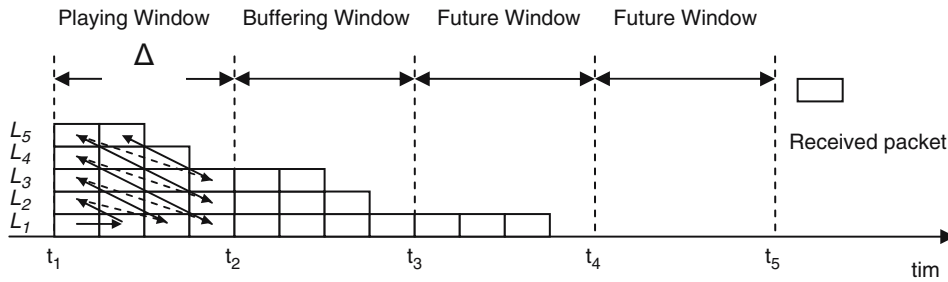 Playing Window Buffering Window Future Window Future Window
Δ
L5
L4
L3
L2
L1
Received packet
t1 t2 t3 t4 t5
tim